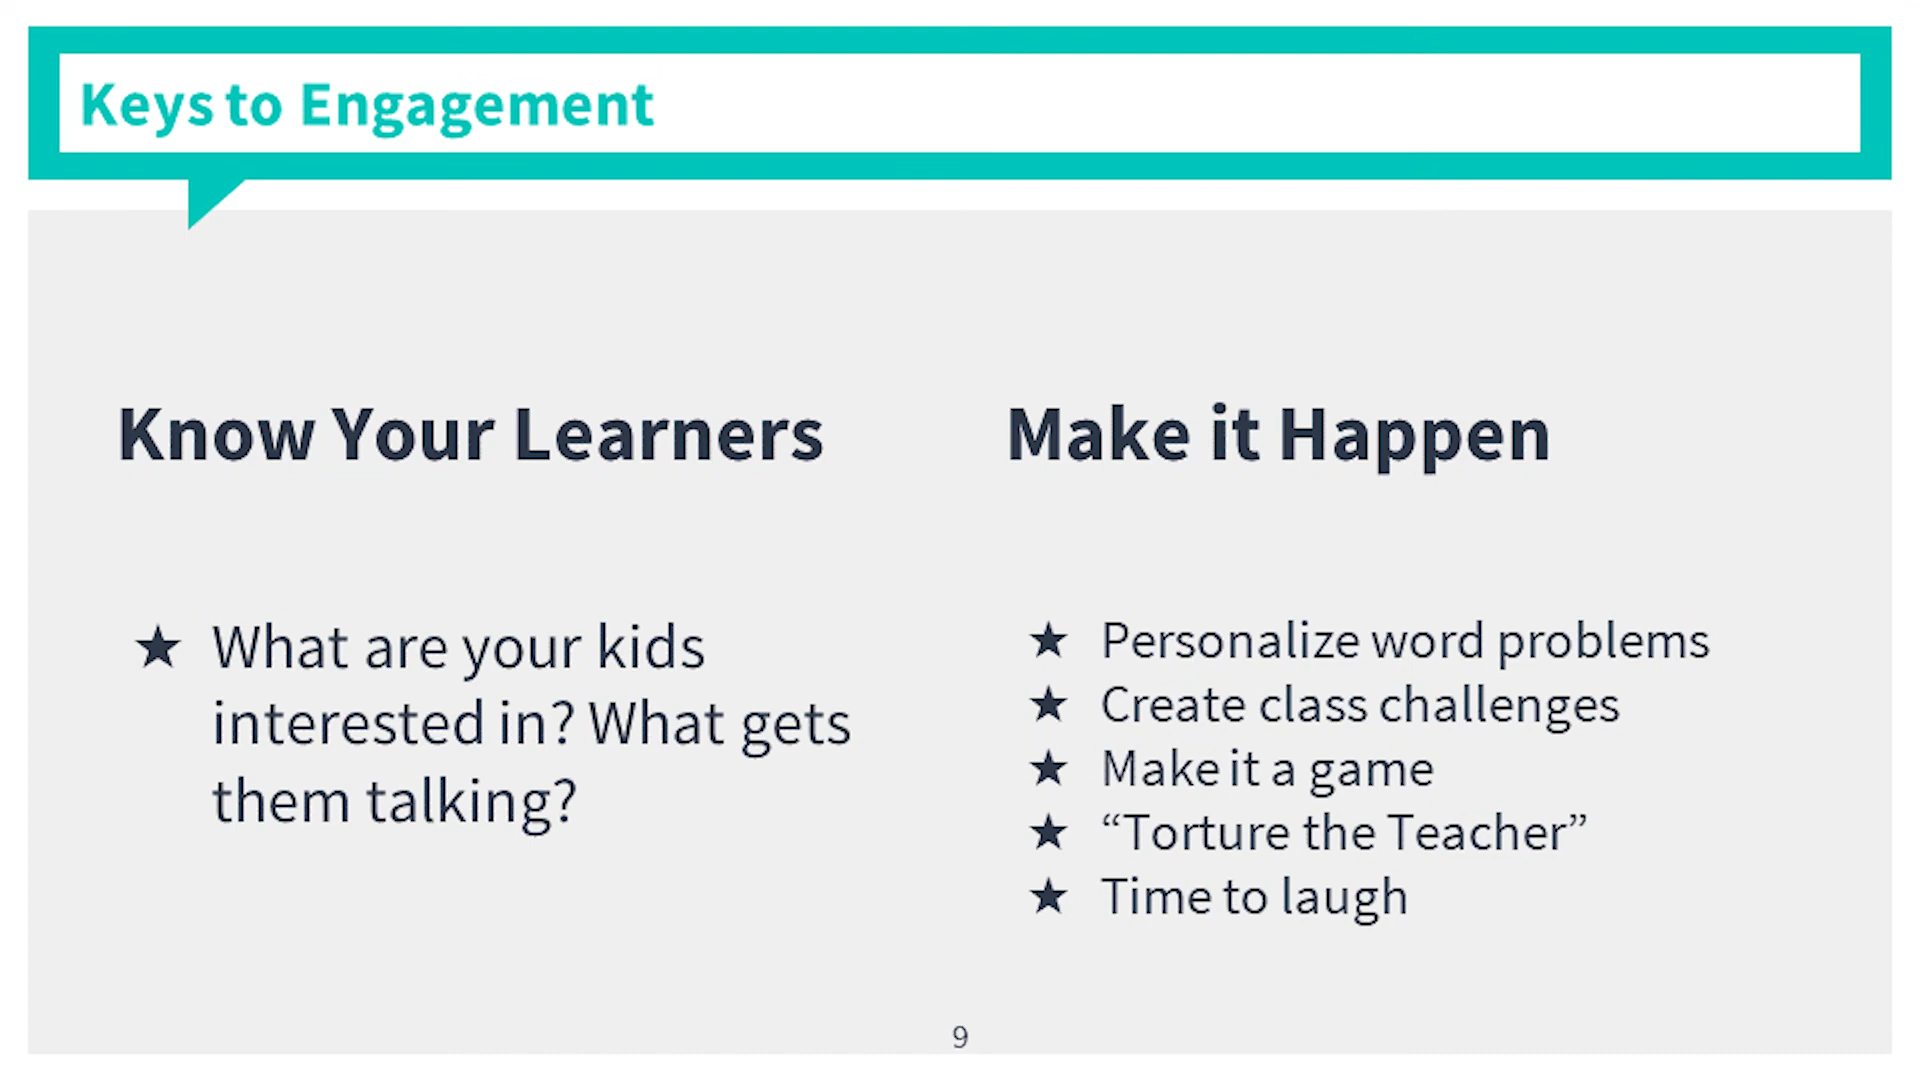 Keys to Engagement
Know Your Learners
★ What are your kids
interested in? What gets
them talking?
Make it Happen
★ Personalize word problems
★ Create class challenges
★ Make it a game
★ “Torture the Teacher”
★ Time to laugh
9